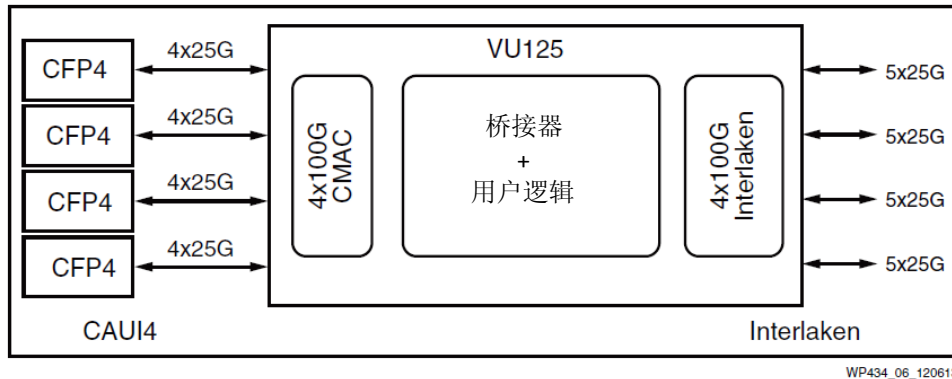 CFP4
4x25G
CFP4
4x25G
CFP4
4x25G
CFP4
4x25G
CAUI4
VU125
4x100G
CMAC
桥接器
+
用户逻辑
4x100G
Interlaken
5x25G
5x25G
5x25G
5x25G
Interlaken